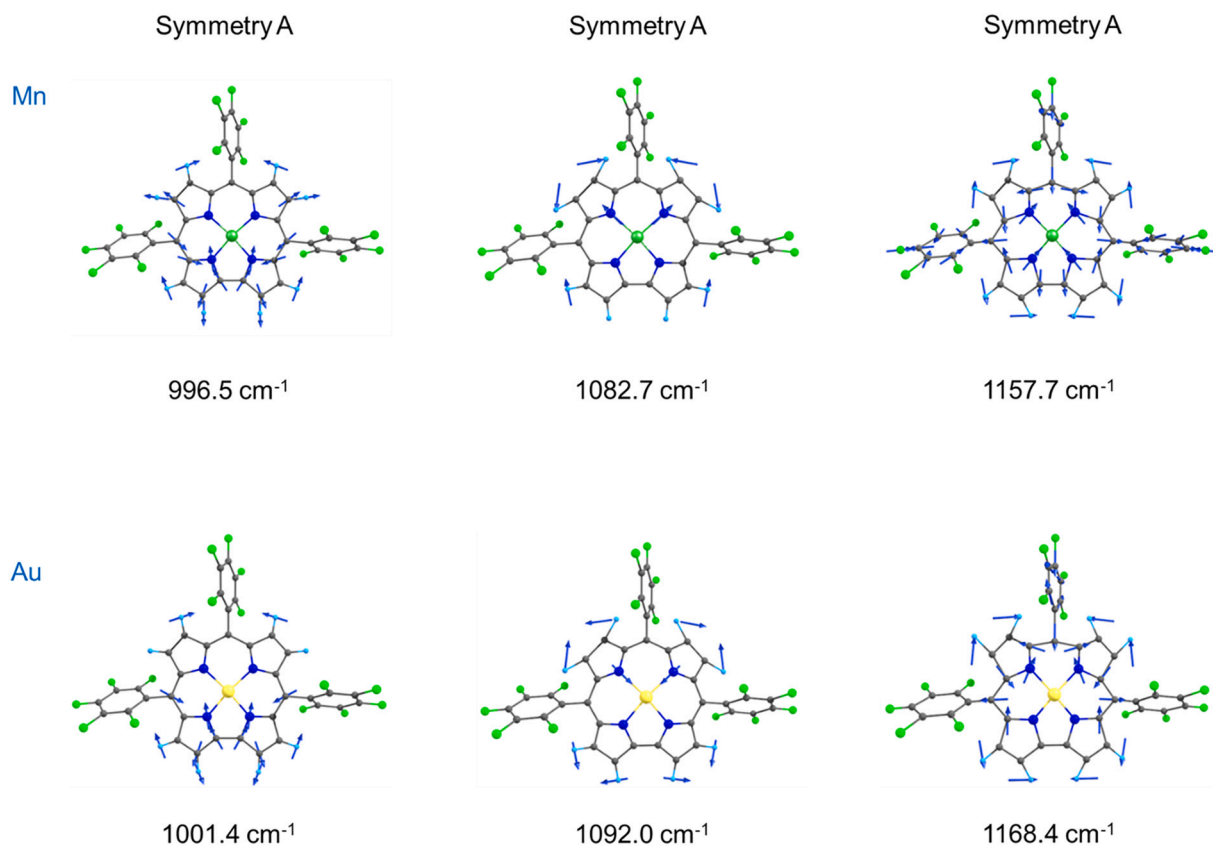 Symmetry A Symmetry A Symmetry A
Mn
996.5 cm-1 1082.7 cm-1 1157.7 cm-1
Au
1001.4 cm-1 1092.0 cm-1 1168.4 cm-1